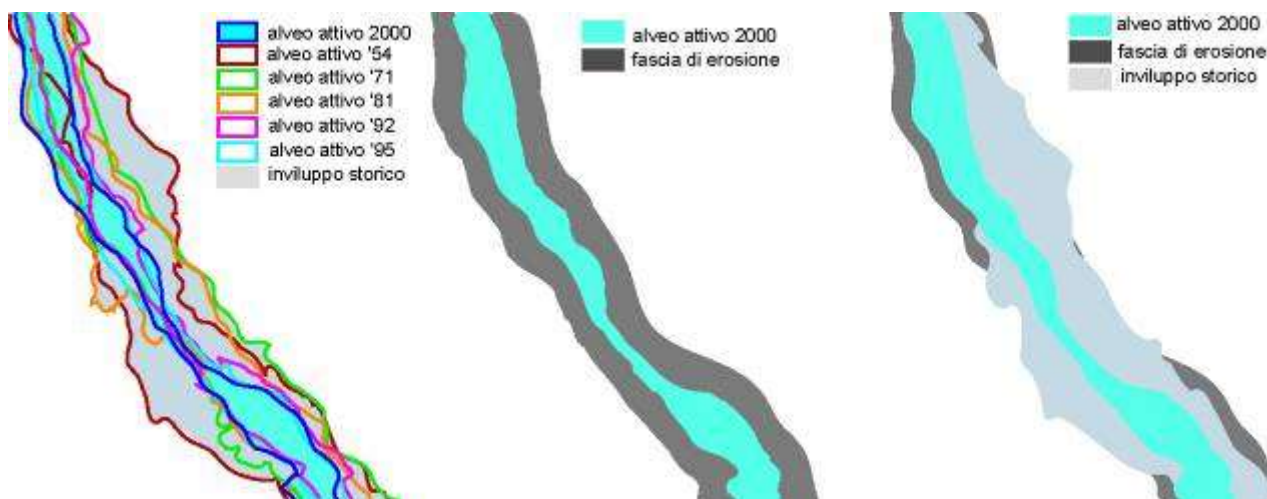 alveo attivo 2000
alveo attivo '54
alveo attivo '71
alveo attivo '81
alveo attivo '92
alveo attivo '95
inviluppo storico
alveo attivo 2000
fascia di erosione
alveo attivo 2000
fascia di erosione
inviluppo storico